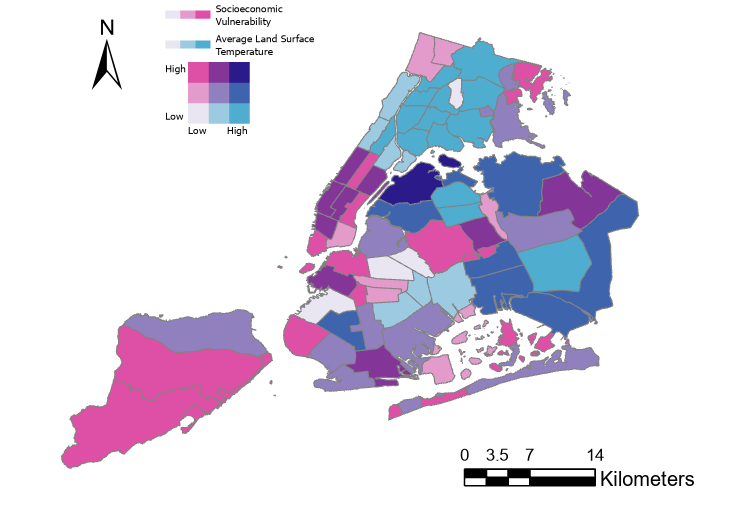 N
Socioeconomic
Vulnerability
Average Land Surface
Temperature
High
Low
Low High
0 3.5 7 14
Kilometers